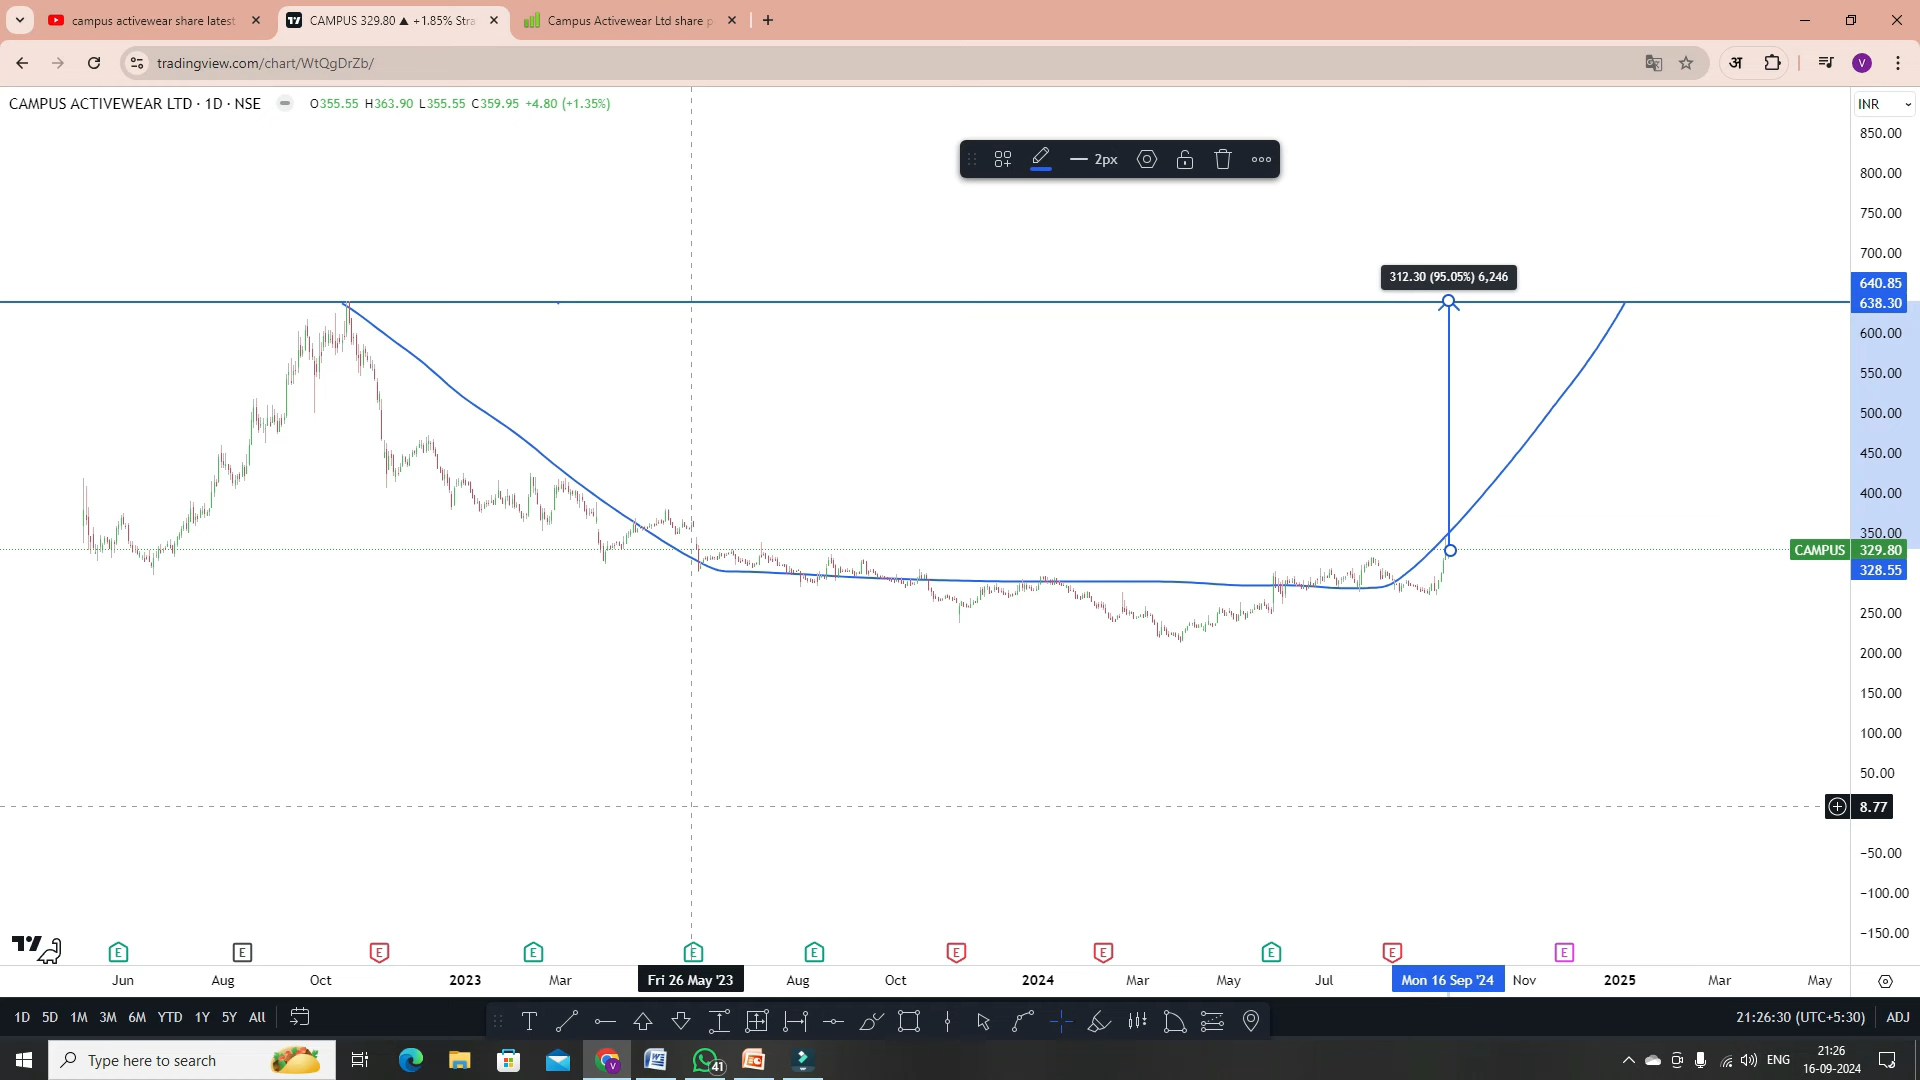 campus activewear share latest
CAMPUS 329.80 ▲ +1.85% Stra
Campus Activewear Ltd share p
tradingview.com/chart/WtQgDrZb/
अ
V
CAMPUS ACTIVEWEAR LTD · 1D · NSE
O355.55 H363.90 L355.55 C359.95 +4.80 (+1.35%)
INR
2px
850.00
800.00
750.00
700.00
312.30 (95.05%) 6,246
640.85
638.30
600.00
550.00
500.00
450.00
400.00
350.00
CAMPUS 329.80
328.55
250.00
200.00
150.00
100.00
50.00
8.77
−50.00
−100.00
−150.00
E E E E E E E E E E E
Jun Aug Oct 2023 Mar Fri 26 May '23 Aug Oct 2024 Mar May Jul Mon 16 Sep '24 Nov 2025 Mar May
1D 5D 1M 3M 6M YTD 1Y 5Y All
21:26:30 (UTC+5:30) ADJ
Type here to search
41
ENG
21:26
16-09-2024